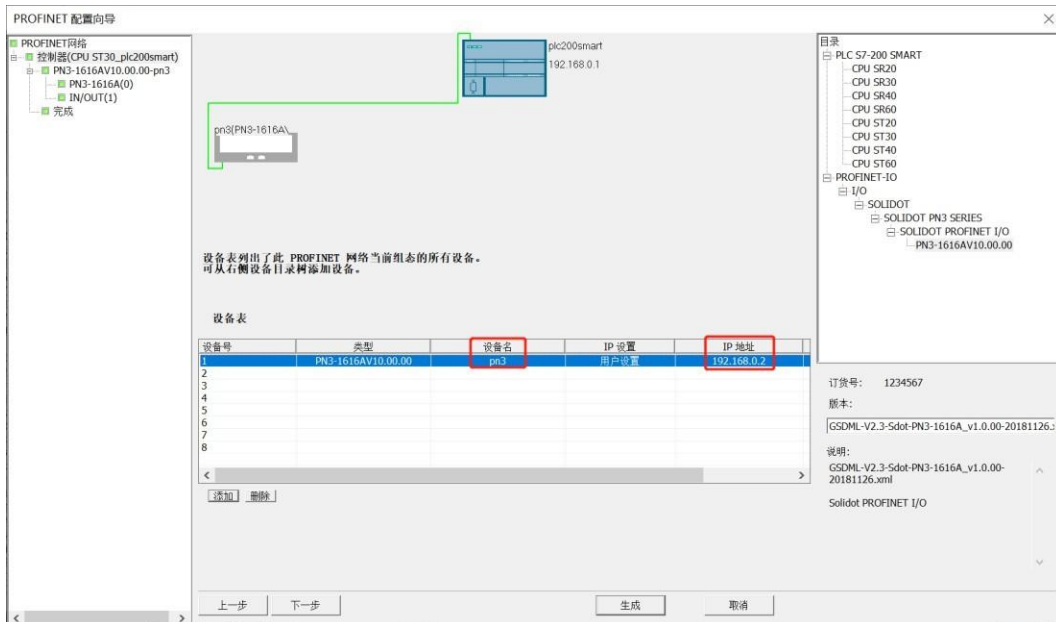 PROFINET 配置向导
PROFINET网络
控制器(CPU ST30_plc200smart)
PN3-1616AV10.00.00-pn3
PN3-1616A(0)
IN/OUT(1)
完成
plc200smart
192.168.0.1
pn3(PN3-1616A\
设备表列出了此 PROFINET 网络当前组态的所有设备。
可从右侧设备目录树添加设备。
设备表
设备号 类型 设备名 IP 设置 IP 地址
1 PN3-1616AV10.00.00 pn3 用户设置 192.168.0.2
2
3
4
5
6
7
8
添加 删除
上一步 下一步 生成 取消
目录
PLC S7-200 SMART
CPU SR20
CPU SR30
CPU SR40
CPU SR60
CPU ST20
CPU ST30
CPU ST40
CPU ST60
PROFINET-IO
I/O
SOLIDOT
SOLIDOT PN3 SERIES
SOLIDOT PROFINET I/O
PN3-1616AV10.00.00
订货号: 1234567
版本:
GSDML-V2.3-Sdot-PN3-1616A_v1.0.00-20181126.
说明:
GSDML-V2.3-Sdot-PN3-1616A_v1.0.00-
20181126.xml
Solidot PROFINET I/O